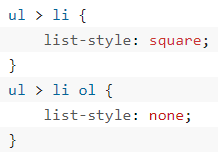 ul > li {
    list-style: square;
}
ul > li ol {
    list-style: none;
}